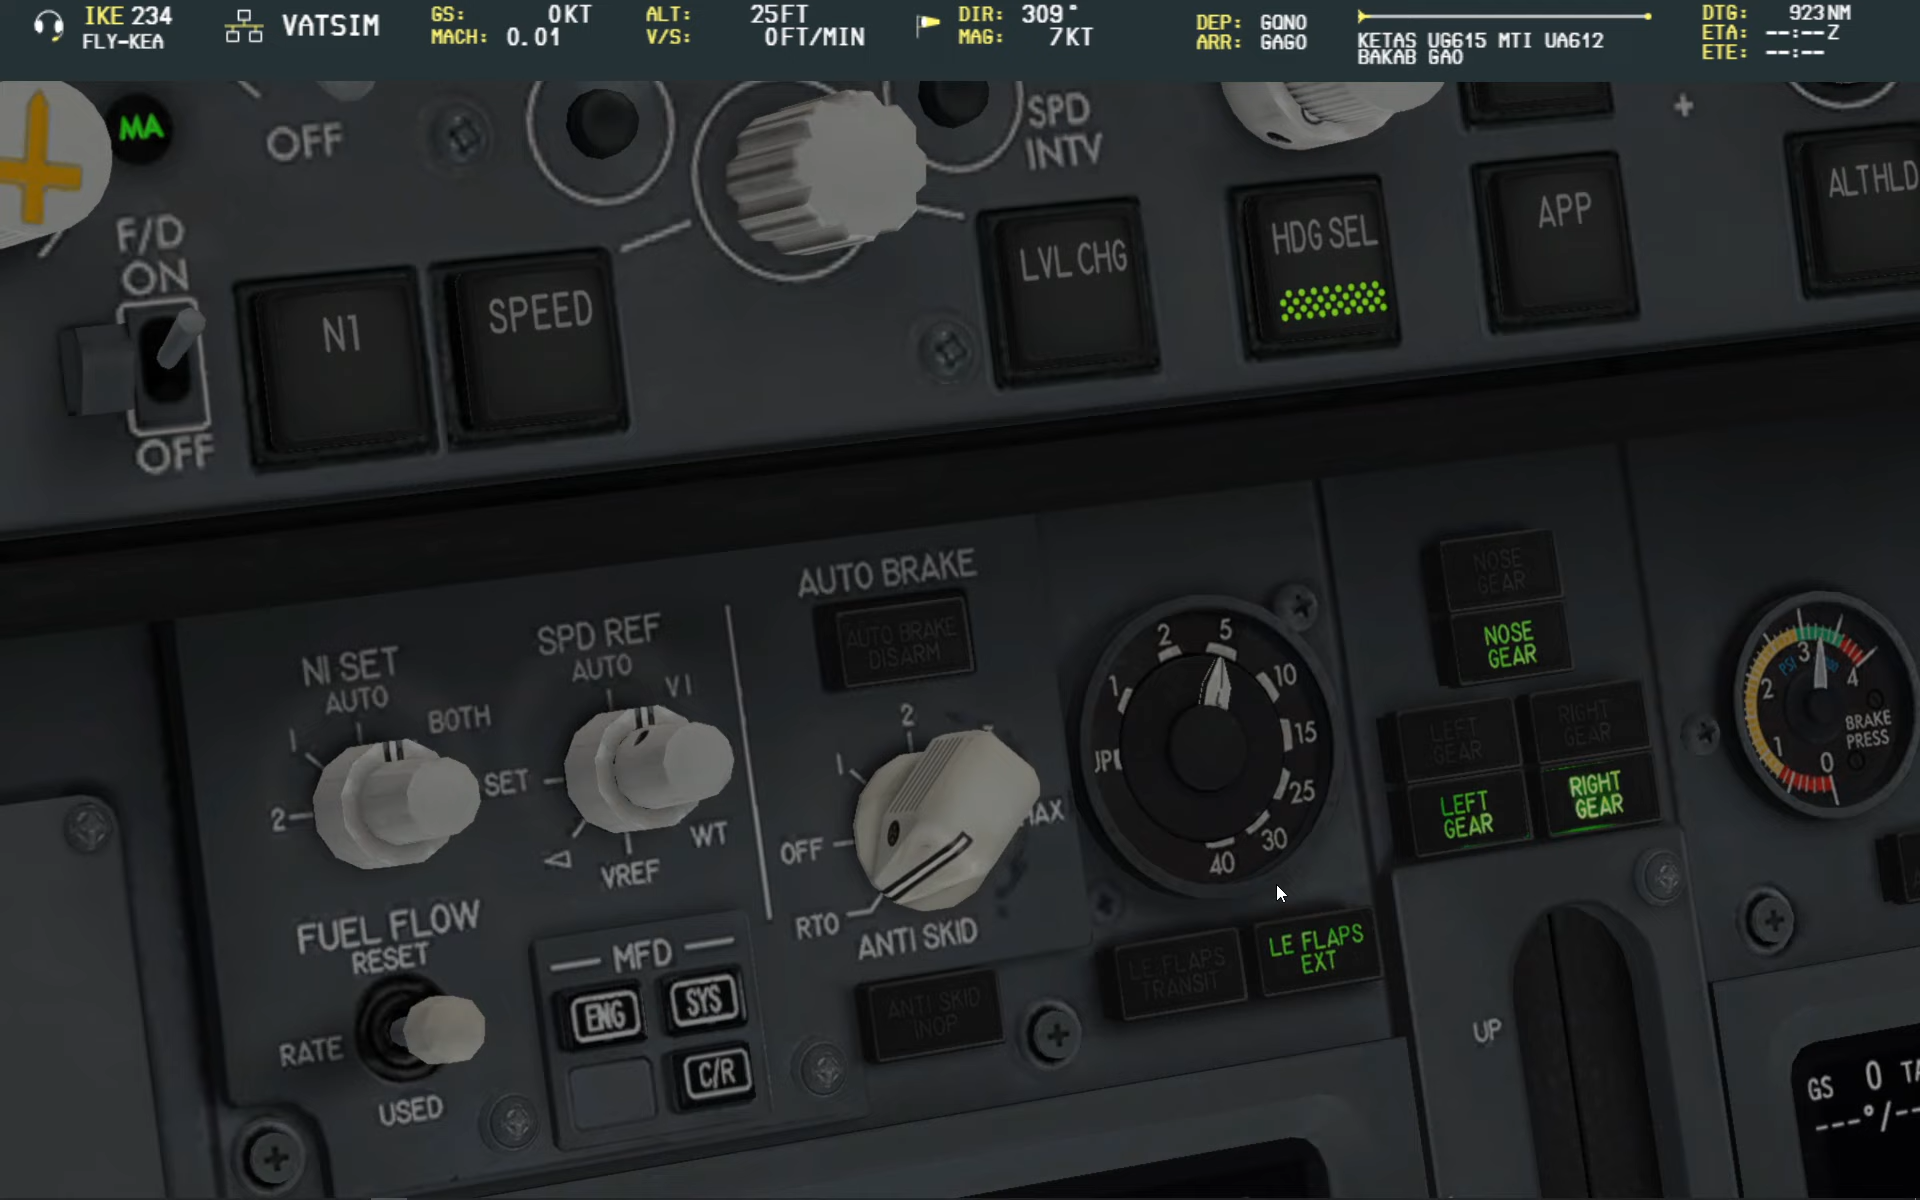 IKE 234
FLY-KEA
VATSIM
GS: 0KT
MACH: 0.01
ALT: 25FT
V/S: 0FT/MIN
DIR: 309°
MAG: 7KT
DEP: GQNO
ARR: GAGO
KETAS UG615 MTI UA612
BAKAB GAO
DTG: 923NM
ETA: --:--Z
ETE: --:--
MA
OFF
SPD
INTV
F/D
ON
OFF
N1
SPEED
LVL CHG
HDG SEL
APP
ALT HLD
N1 SET
AUTO
1
BOTH
2
SPD REF
AUTO
V1
SET
WT
VREF
AUTO BRAKE
AUTO BRAKE
DISARM
2
1
OFF
RTO
ANTI SKID
ANTI SKID
INOP
1
2
5
10
15
25
30
40
LE FLAPS
TRANSIT
LE FLAPS
EXT
NOSE
GEAR
NOSE
GEAR
LEFT
GEAR
RIGHT
GEAR
LEFT
GEAR
RIGHT
GEAR
0
1
2
3
4
PSI
BRAKE
PRESS
FUEL FLOW
RESET
RATE
USED
MFD
ENG
SYS
C/R
UP
GS 0
---°/--